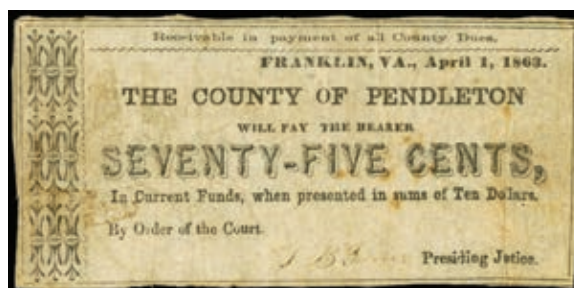 Receivable in payment of all County Dues.
FRANKLIN, VA., April 1, 1863.
THE COUNTY OF PENDLETON
WILL PAY THE BEARER
SEVENTY-FIVE CENTS,
In Current Funds, when presented in sums of Ten Dollars.
By Order of the Court.
Presiding Jstice.